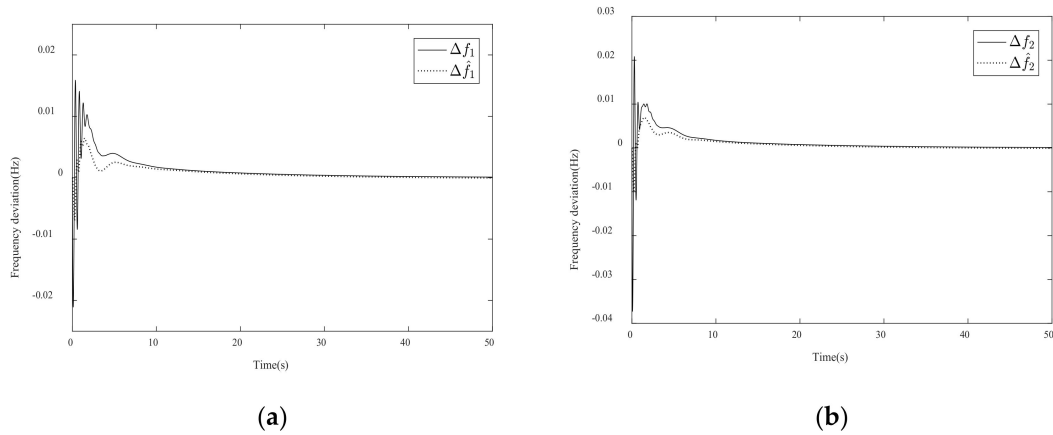 Frequency deviation(Hz)
0.02
0.01
0
-0.01
-0.02
0
10
20
30
40
50
Time(s)
Δf₁
Δf̂₁
(a)
Frequency deviation(Hz)
0.03
0.02
0.01
0
-0.01
-0.02
-0.03
-0.04
0
10
20
30
40
50
Time(s)
Δf₂
Δf̂₂
(b)